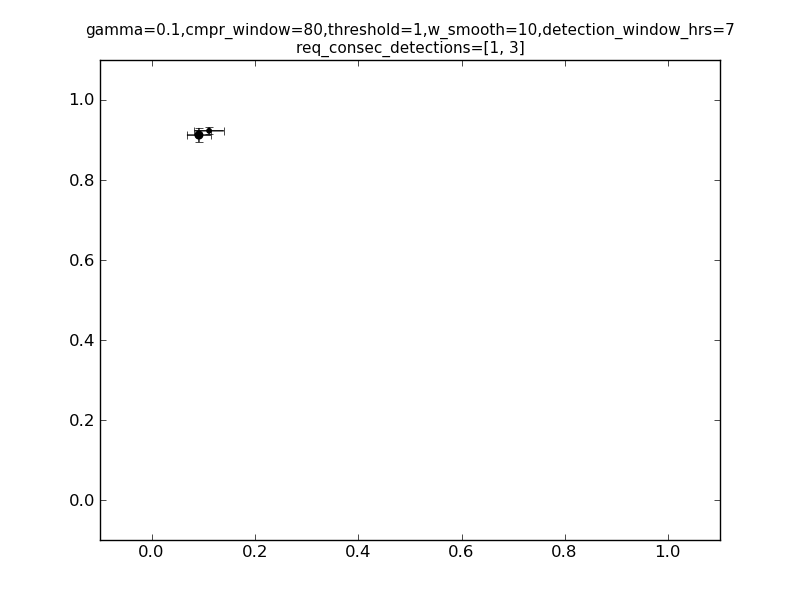 gamma=0.1,cmpr_window=80,threshold=1,w_smooth=10,detection_window_hrs=7
req_consec_detections=[1, 3]
1.0
0.8
0.6
0.4
0.2
0.0
0.0 0.2 0.4 0.6 0.8 1.0